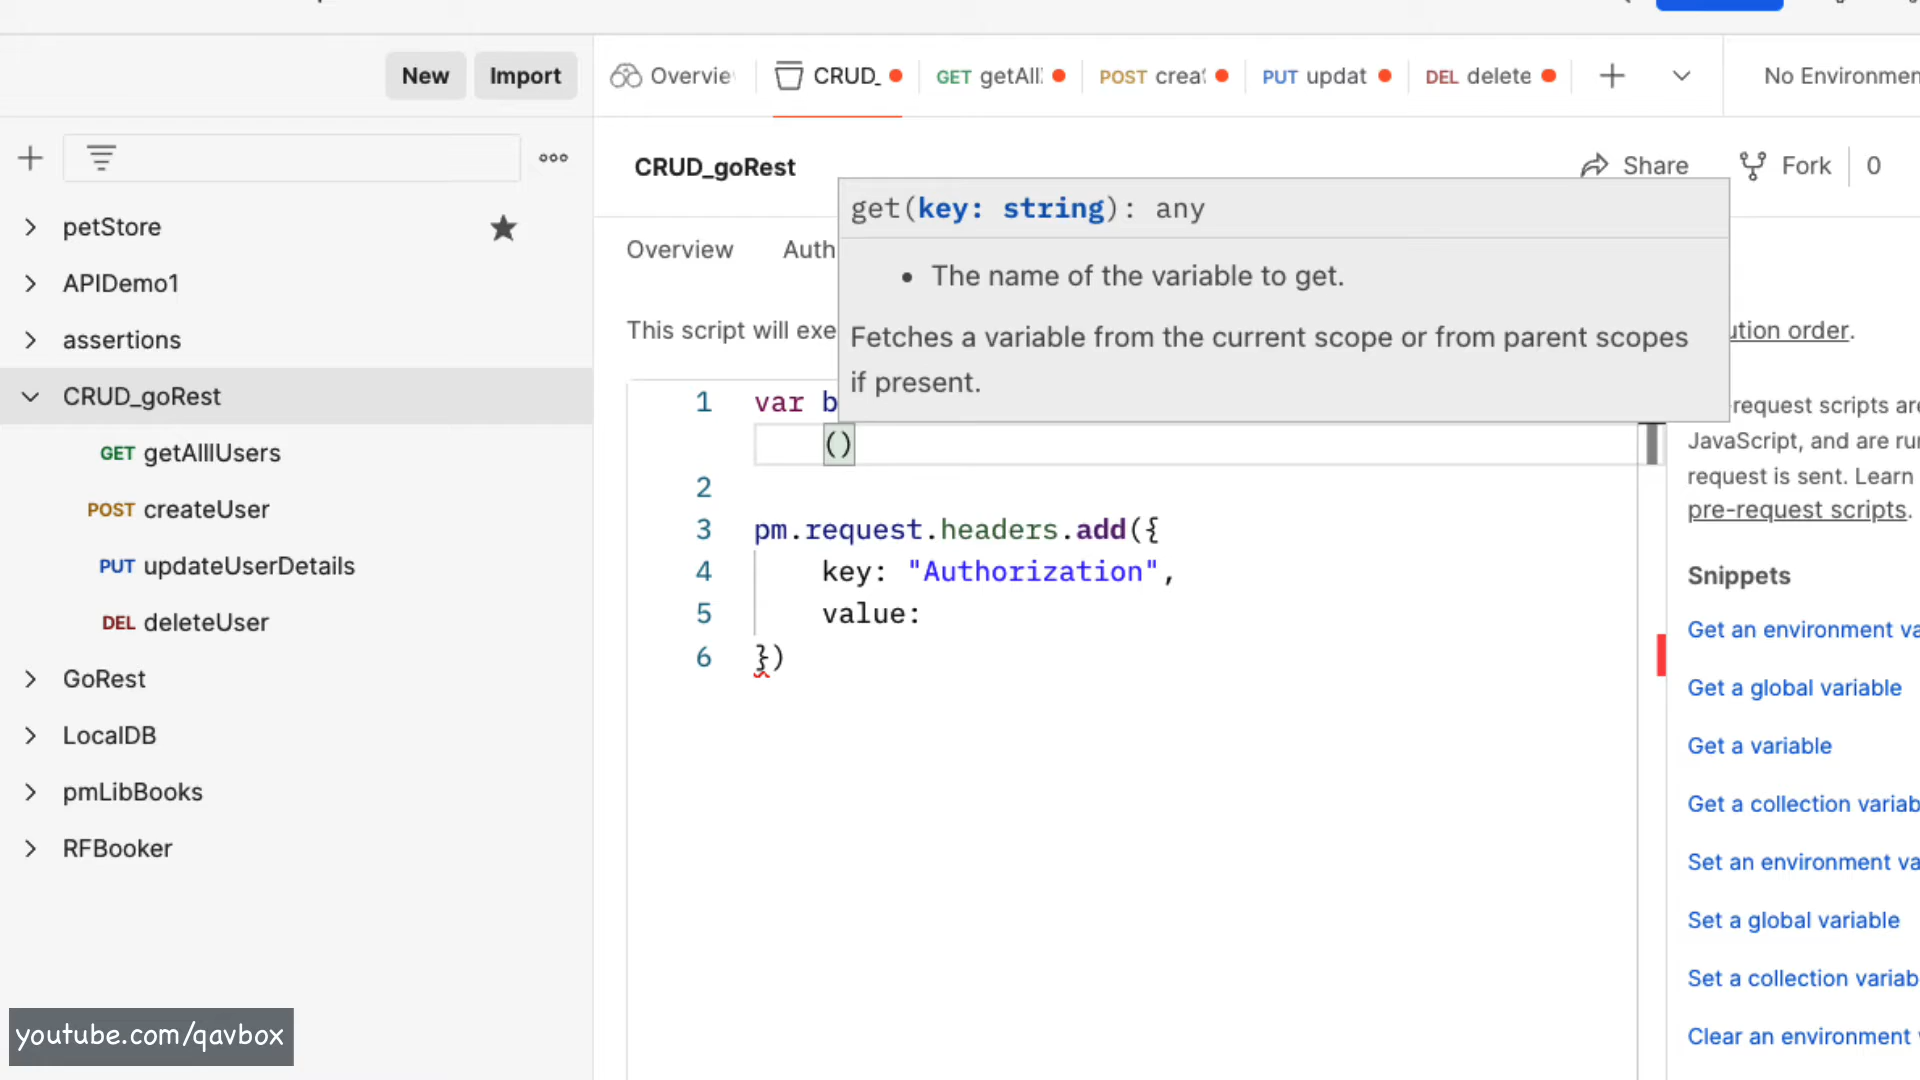 New
Import
Overvie
CRUD_
GET getAll
POST crea
PUT updat
DEL delete
No Environmen
CRUD_goRest
Share
Fork
0
petStore
APIDemo1
assertions
CRUD_goRest
GET getAlllUsers
POST createUser
PUT updateUserDetails
DEL deleteUser
GoRest
LocalDB
pmLibBooks
RFBooker
get(key: string): any
• The name of the variable to get.
Fetches a variable from the current scope or from parent scopes
if present.
Overview
Auth
This script will exe
ution order.
1 var b
()
2
3 pm.request.headers.add({
4 key: "Authorization",
5 value:
6 })
request scripts are
JavaScript, and are run
request is sent. Learn
pre-request scripts.
Snippets
Get an environment va
Get a global variable
Get a variable
Get a collection variab
Set an environment va
Set a global variable
Set a collection variab
Clear an environment v
youtube.com/qavbox